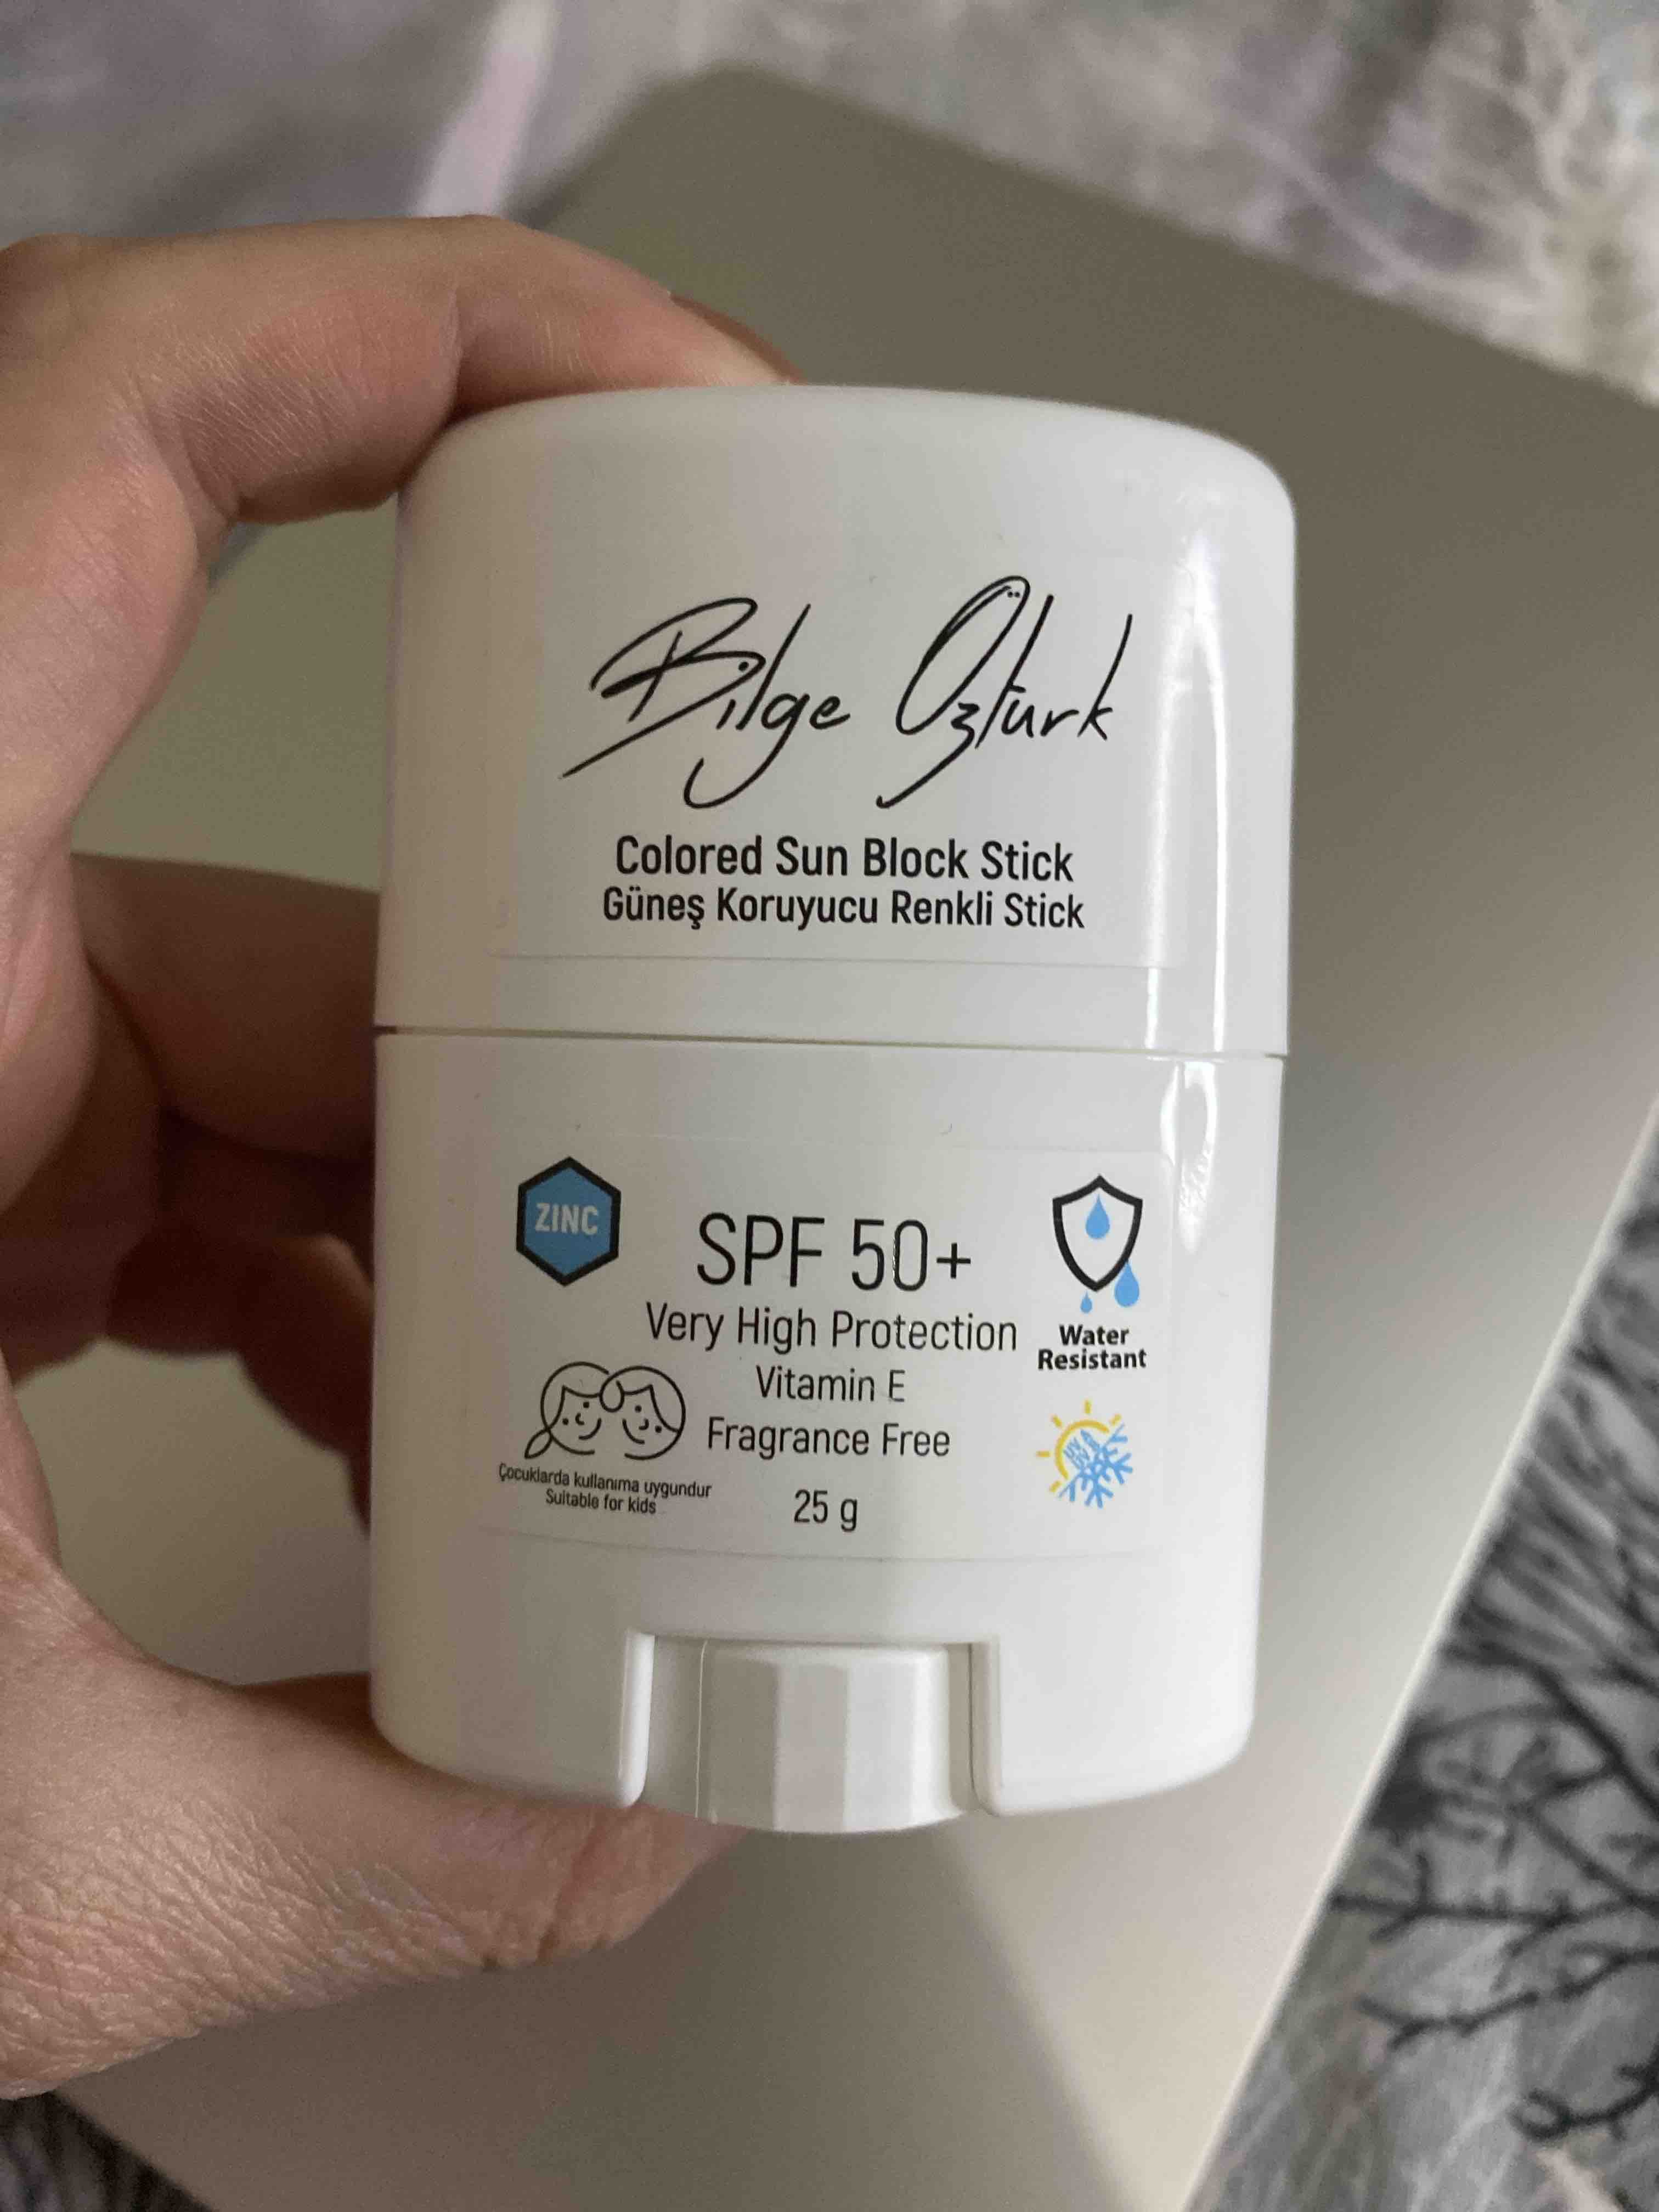 Bilge Öztürk
Colored Sun Block Stick
Güneş Koruyucu Renkli Stick
ZINC
SPF 50+
Very High Protection
Water
Resistant
Vitamin E
Fragrance Free
Çocuklarda kullanıma uygundur
Suitable for kids
25 g